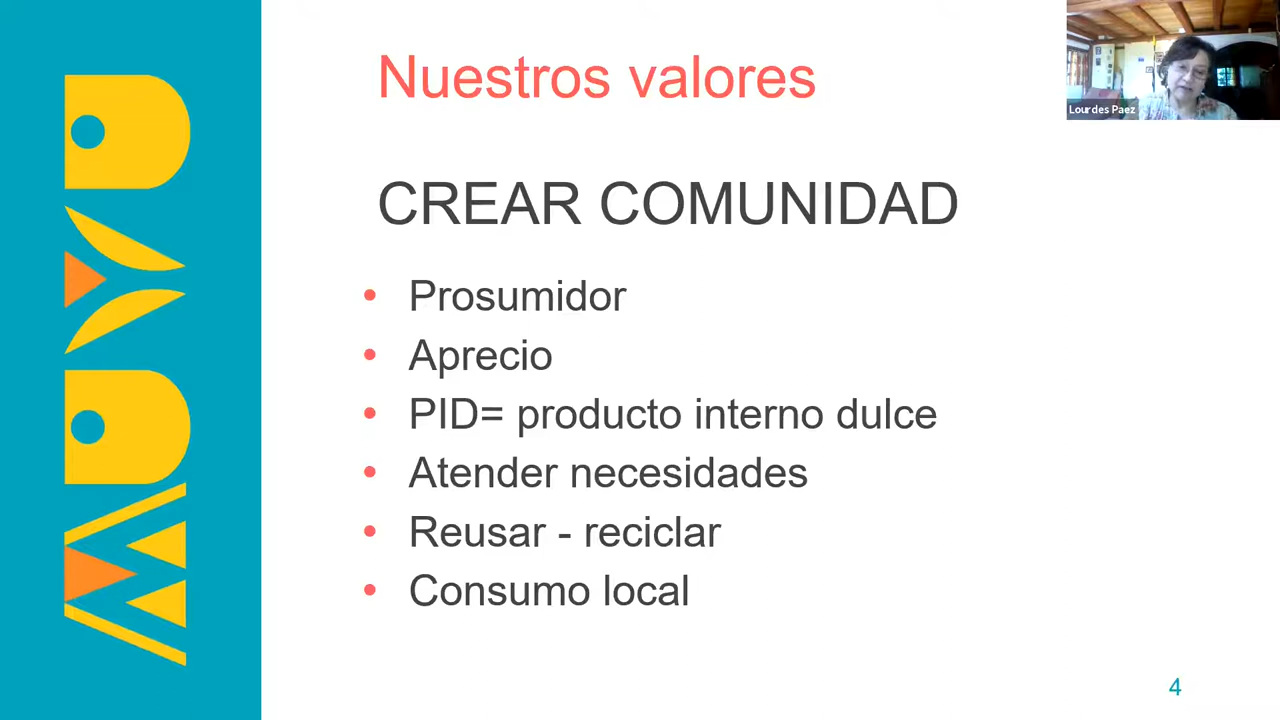 Nuestros valores
Lourdes Paez
CREAR COMUNIDAD
• Prosumidor
• Aprecio
• PID= producto interno dulce
• Atender necesidades
• Reusar - reciclar
• Consumo local
MUYU
4